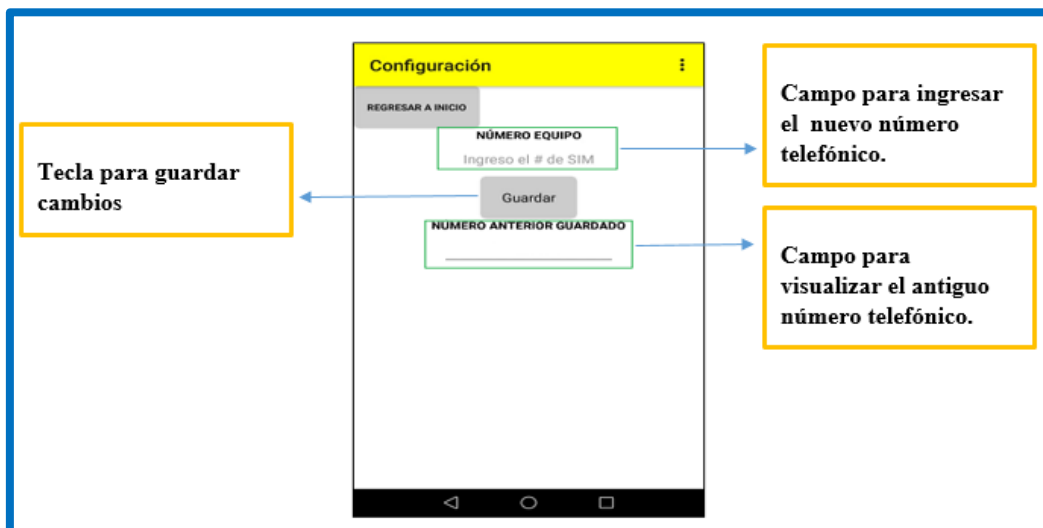 Configuración
REGRESAR A INICIO
NÚMERO EQUIPO
Ingreso el # de SIM
Guardar
NUMERO ANTERIOR GUARDADO
Tecla para guardar
cambios
Campo para ingresar
el nuevo número
telefónico.
Campo para
visualizar el antiguo
número telefónico.